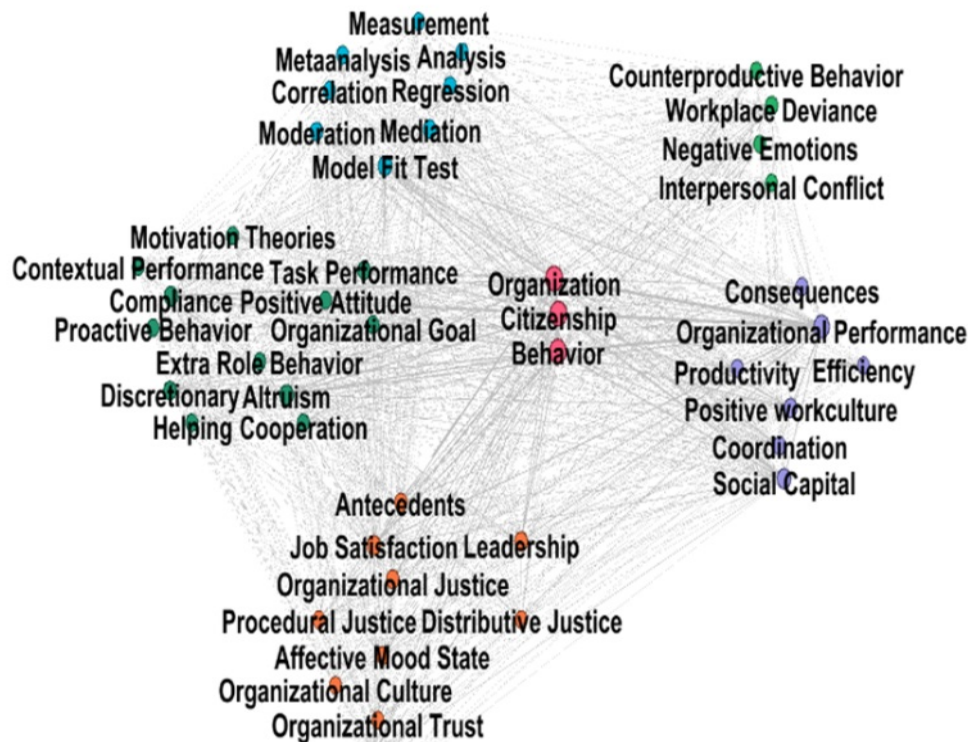 Measurement
Metaanalysis Analysis
Correlation Regression
Moderation Mediation
Model Fit Test
Counterproductive Behavior
Workplace Deviance
Negative Emotions
Interpersonal Conflict
Motivation Theories
Contextual Performance Task Performance
Compliance Positive Attitude
Proactive Behavior Organizational Goal
Extra Role Behavior
Discretionary Altruism
Helping Cooperation
Organization
Citizenship
Behavior
Consequences
Organizational Performance
Productivity Efficiency
Positive workculture
Coordination
Social Capital
Antecedents
Job Satisfaction Leadership
Organizational Justice
Procedural Justice Distributive Justice
Affective Mood State
Organizational Culture
Organizational Trust